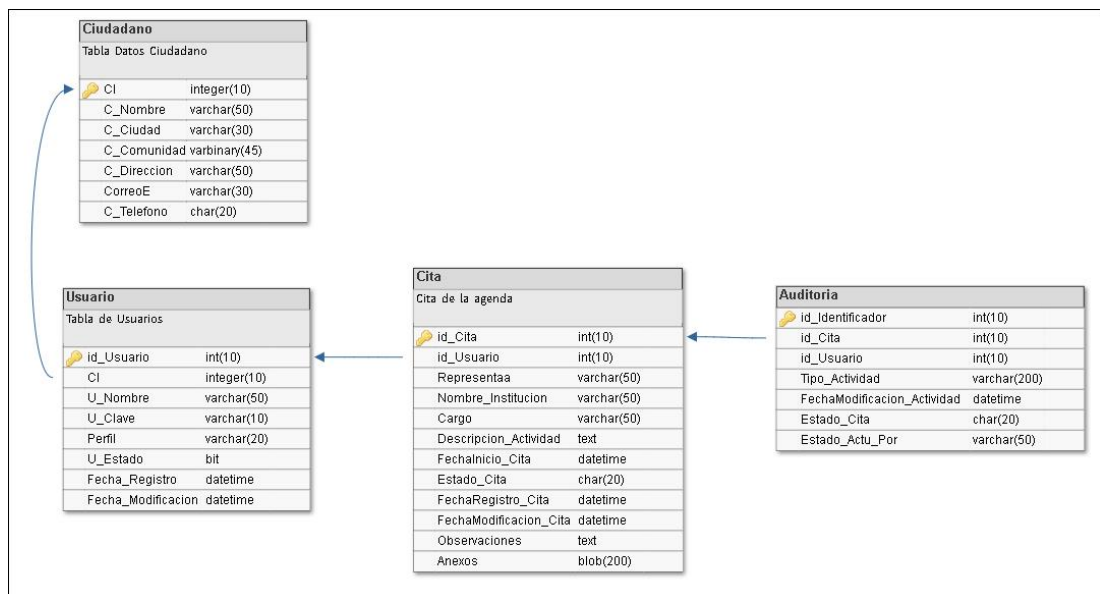 Ciudadano
Tabla Datos Ciudadano
CI integer(10)
C_Nombre varchar(50)
C_Ciudad varchar(30)
C_Comunidad varbinary(45)
C_Direccion varchar(50)
CorreoE varchar(30)
C_Telefono char(20)
Usuario
Tabla de Usuarios
id_Usuario int(10)
CI integer(10)
U_Nombre varchar(50)
U_Clave varchar(10)
Perfil varchar(20)
U_Estado bit
Fecha_Registro datetime
Fecha_Modificacion datetime
Cita
Cita de la agenda
id_Cita int(10)
id_Usuario int(10)
Representaa varchar(50)
Nombre_Institucion varchar(50)
Cargo varchar(50)
Descripcion_Actividad text
FechaInicio_Cita datetime
Estado_Cita char(20)
FechaRegistro_Cita datetime
FechaModificacion_Cita datetime
Observaciones text
Anexos blob(200)
Auditoria
id_Identificador int(10)
id_Cita int(10)
id_Usuario int(10)
Tipo_Actividad varchar(200)
FechaModificacion_Actividad datetime
Estado_Cita char(20)
Estado_Actu_Por varchar(50)